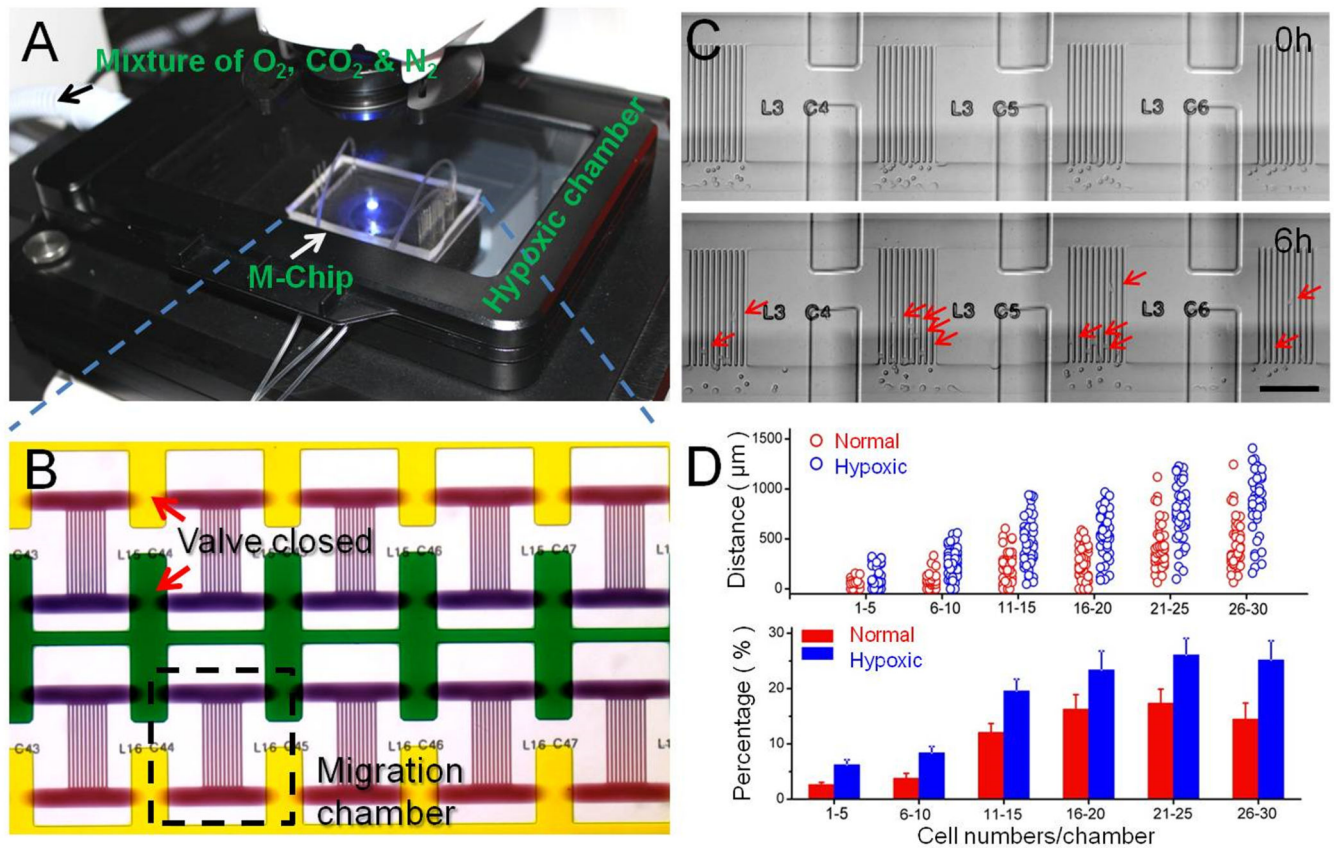 A
Mixture of O₂, CO₂ & N₂
M-Chip
Hypoxic chamber
B
C43 L15 C44 L15 C46 L15 C47
Valve closed
C43 L16 C44 L16 C45 L16 C46 L16 C47
Migration
chamber
C
0h
L3 C4 L3 C5 L3 C6
6h
L3 C4 L3 C5 L3 C6
D
Distance ( μm )
1500
1000
500
0
Normal
Hypoxic
1-5 6-10 11-15 16-20 21-25 26-30
Percentage ( % )
30
20
10
0
Normal
Hypoxic
1-5 6-10 11-15 16-20 21-25 26-30
Cell numbers/chamber